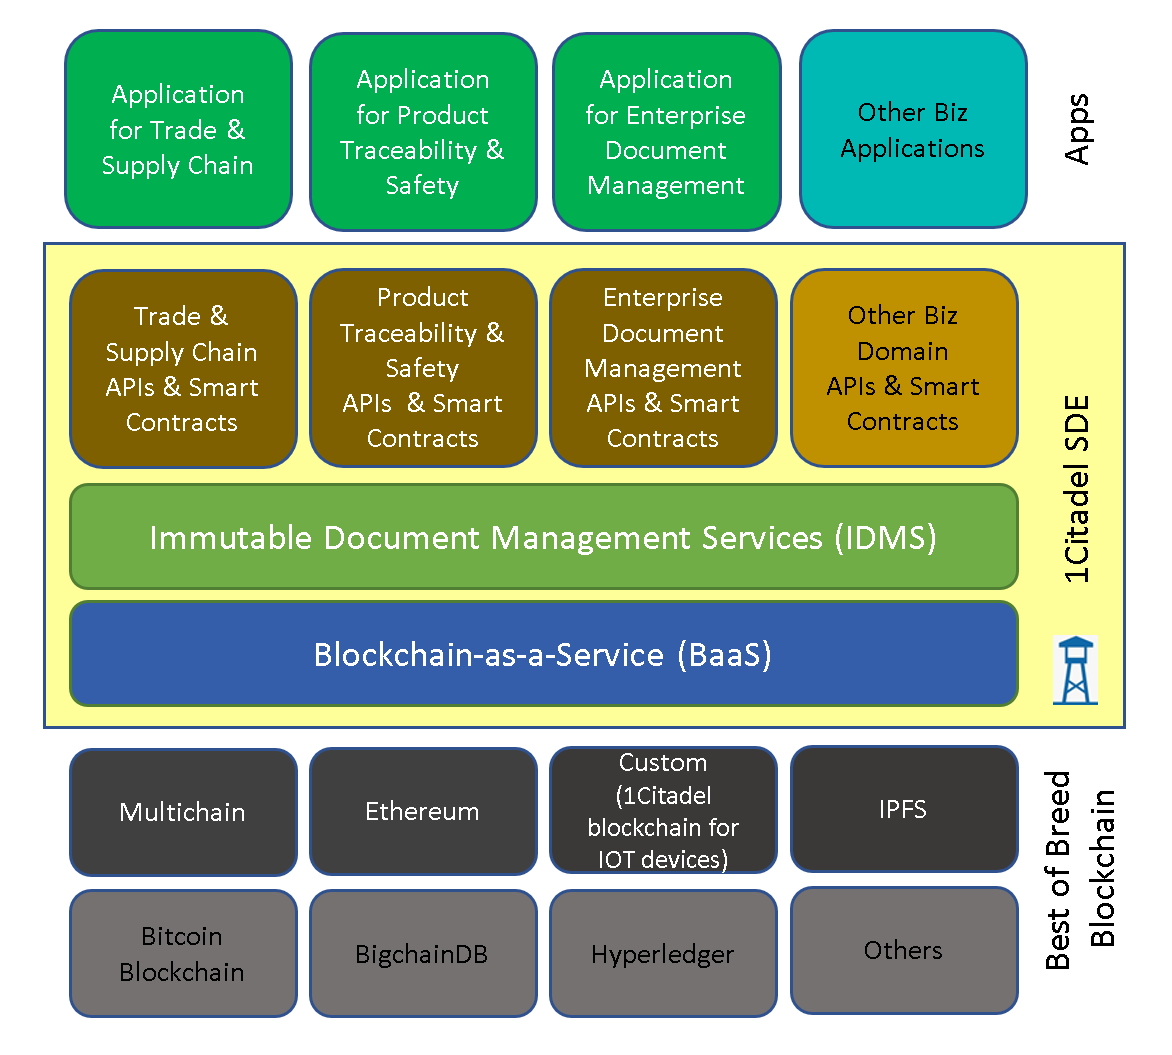 Application
for Trade &
Supply Chain
Application
for Product
Traceability &
Safety
Application
for Enterprise
Document
Management
Other Biz
Applications
Apps
Trade &
Supply Chain
APIs & Smart
Contracts
Product
Traceability &
Safety
APIs  & Smart
Contracts
Enterprise
Document
Management
APIs & Smart
Contracts
Other Biz
Domain
APIs & Smart
Contracts
Immutable Document Management Services (IDMS)
Blockchain-as-a-Service (BaaS)
1Citadel SDE
Multichain
Ethereum
Custom
(1Citadel
blockchain for
IOT devices)
IPFS
Bitcoin
Blockchain
BigchainDB
Hyperledger
Others
Best of Breed
Blockchain